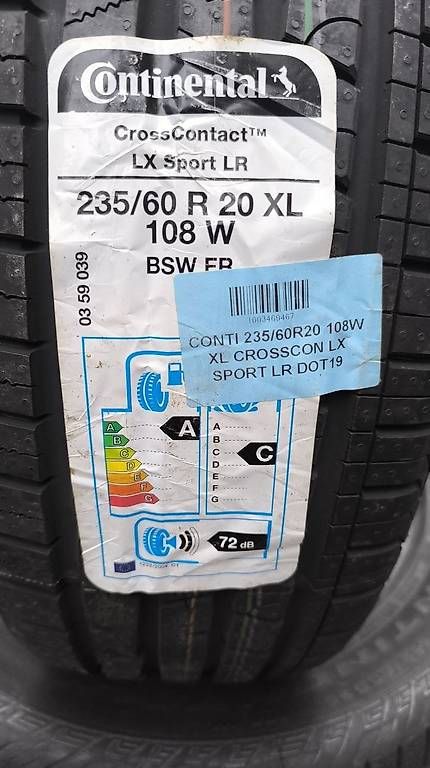 Continental
CrossContact™
LX Sport LR
235/60 R 20 XL
108 W
BSW FR
03 59 039
1003469467
CONTI 235/60R20 108W
XL CROSSCON LX
SPORT LR DOT19
A
B
C
D
E
F
G
A
A
B
C
D
E
F
G
C
72 dB